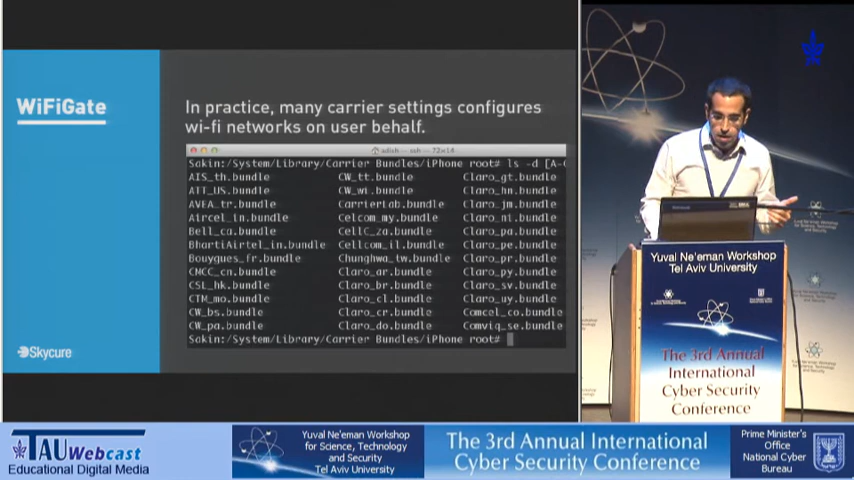 WiFiGate
In practice, many carrier settings configures
wi-fi networks on user behalf.
adish — ssh — 72×18
Sakin:/System/Library/Carrier Bundles/iPhone root# ls -d [A-
AIS_th.bundle CW_tt.bundle Claro_gt.bundle
ATT_US.bundle CW_vi.bundle Claro_hn.bundle
AVEA_tr.bundle CarrierLab.bundle Claro_jm.bundle
Aircel_in.bundle Celcom_my.bundle Claro_ni.bundle
Bell_ca.bundle CellC_za.bundle Claro_pa.bundle
BhartiAirtel_in.bundle Cellcom_il.bundle Claro_pe.bundle
Bouygues_fr.bundle Chunghwa_tw.bundle Claro_pr.bundle
CMCC_cn.bundle Claro_ar.bundle Claro_py.bundle
CSL_hk.bundle Claro_br.bundle Claro_sv.bundle
CTM_mo.bundle Claro_cl.bundle Claro_uy.bundle
CW_bs.bundle Claro_cr.bundle Comcel_co.bundle
CW_pa.bundle Claro_do.bundle Comviq_se.bundle
Sakin:/System/Library/Carrier Bundles/iPhone root#
Skycure
Yuval Ne'eman Workshop
Tel Aviv University
The 3rd Annual
International
Cyber Security
Conference
TAU Webcast
Educational Digital Media
Yuval Ne'eman Workshop
for Science, Technology
and Security
Tel Aviv University
The 3rd Annual International
Cyber Security Conference
Prime Minister's
Office
National Cyber
Bureau